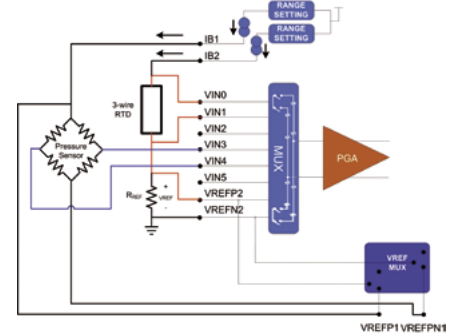 RANGE
SETTING
RANGE
SETTING
IB1
IB2
3-wire
RTD
VIN0
VIN1
VIN2
VIN3
VIN4
VIN5
VREFP2
VREFN2
MUX
PGA
Pressure
Sensor
RREF
+
VREF
-
VREF
MUX
VREFP1 VREFPN1